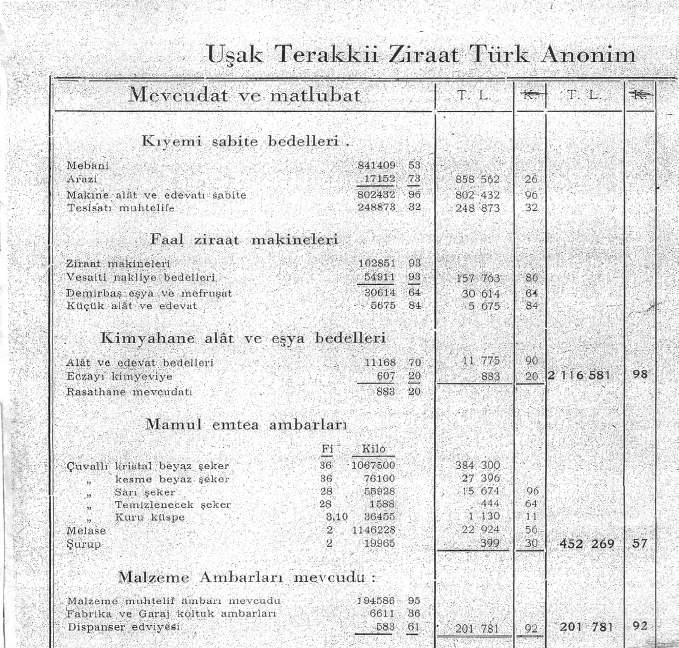 Uşak Terakkii Ziraat Türk Anonim
Mevcudat ve matlubat T. L. K. T. L. K.
Kıyemi sabite bedelleri .
Mebani 841409 53
Arazi 17152 73 858 562 26
Makine alât ve edevatı sabite 802432 96 802 432 96
Tesisatı muhtelife 248873 32 248 873 32
Faal ziraat makineleri
Ziraat makineleri 102851 93
Vesaiti nakliye bedelleri 54911 93 157 763 86
Demirbaş eşya ve mefruşat 30614 64 30 614 64
Küçük alât ve edevat 5675 84 5 675 84
Kimyahane alât ve eşya bedelleri
Alât ve edevat bedelleri 11168 70 11 775 90
Eczayı kimyeviye 607 20 883 20 2 116 581 98
Rasathane mevcudatı 883 20
Mamul emtea ambarları
Fi Kilo
Çuvallı kristal beyaz şeker 36 1067500 384 300
„ kesme beyaz şeker 36 76100 27 396
„ Sarı şeker 28 55928 15 674 96
„ Temizlenecek şeker 28 1588 444 64
„ Kuru küspe 3,10 36455 1 130 11
Melase 2 1146228 22 924 56
Şurup 2 19965 399 30 452 269 57
Malzeme Ambarları mevcudu :
Malzeme muhtelif ambarı mevcudu 194586 95
Fabrika ve Garaj koltuk ambarları 6611 36
Dispanser edviyesi 583 61 201 781 92 201 781 92